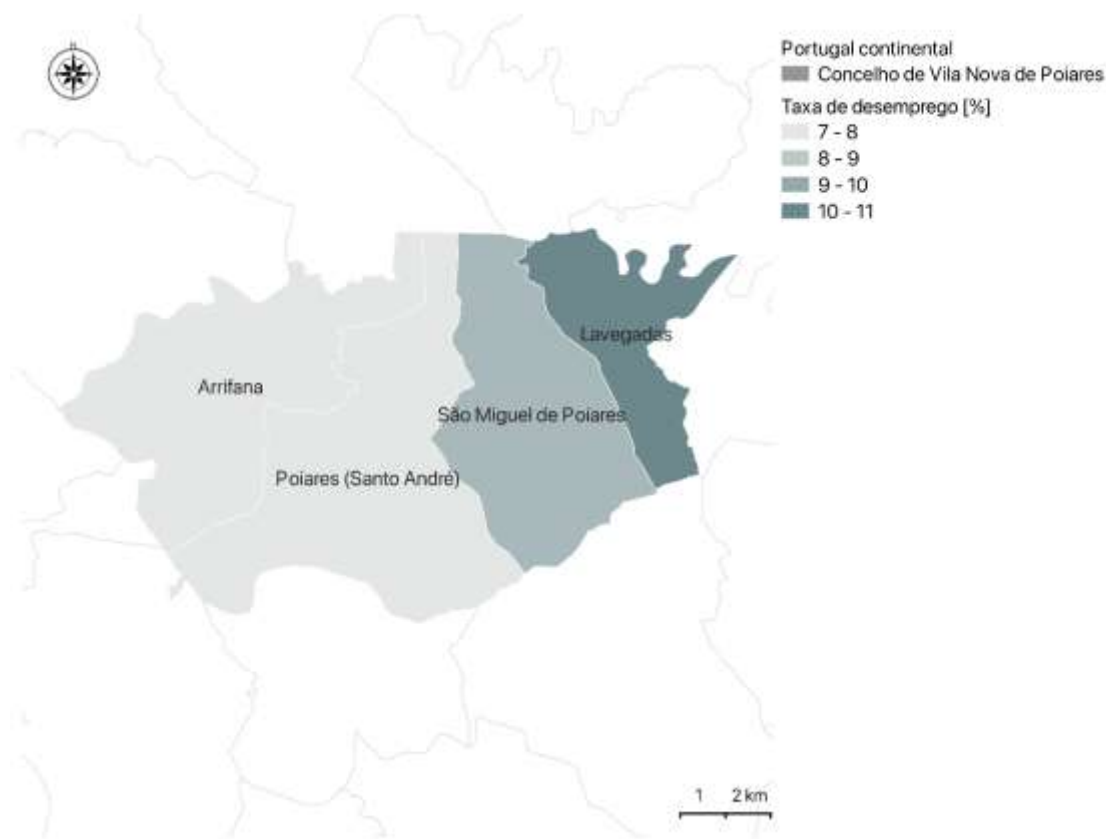 N
Portugal continental
Concelho de Vila Nova de Poiares
Taxa de desemprego [%]
7 - 8
8 - 9
9 - 10
10 - 11
Lavegadas
Arrifana
São Miguel de Poiares
Poiares (Santo André)
1 2 km